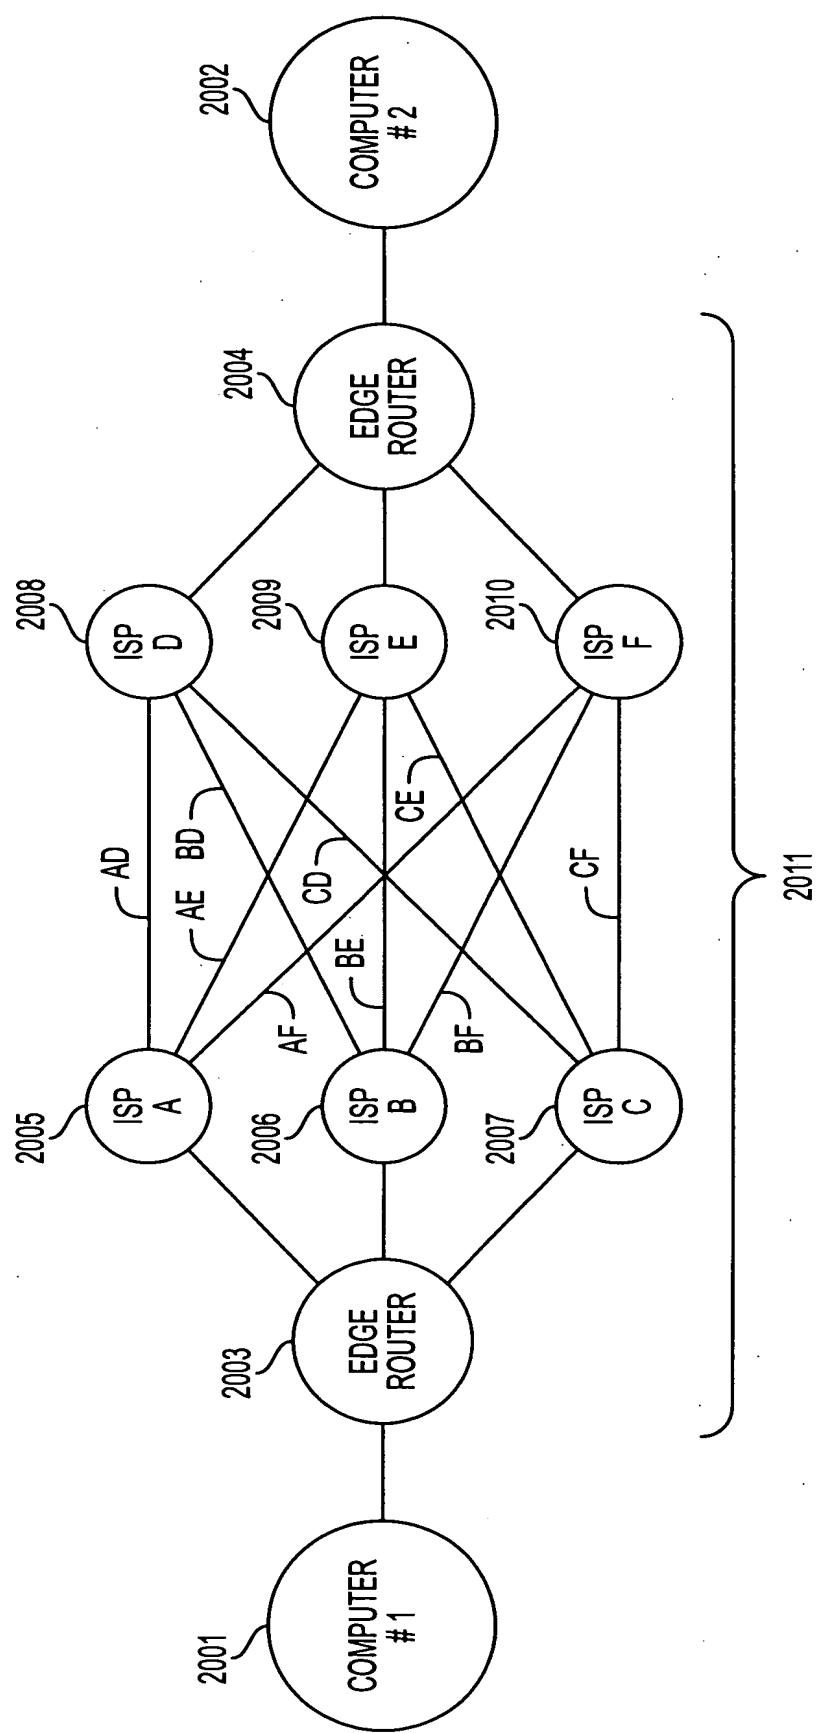 2001
COMPUTER
#1
2003
EDGE
ROUTER
2005
ISP
A
2006
ISP
B
2007
ISP
C
AD
AE
BD
AF
CD
BE
BF
CE
CF
2008
ISP
D
2009
ISP
E
2010
ISP
F
2004
EDGE
ROUTER
2002
COMPUTER
#2
2011